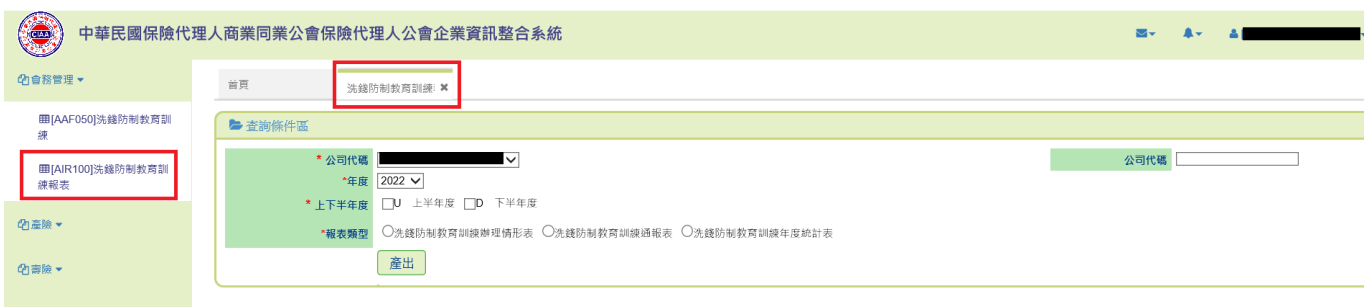 CIAA
中華民國保險代理人商業同業公會保險代理人公會企業資訊整合系統
會務管理
[AAF050]洗錢防制教育訓
練
[AIR100]洗錢防制教育訓
練報表
產險
壽險
首頁
洗錢防制教育訓練
查詢條件區
* 公司代碼
公司代碼
*年度 2022
* 上下半年度 U 上半年度 D 下半年度
*報表類型 洗錢防制教育訓練辦理情形表 洗錢防制教育訓練通報表 洗錢防制教育訓練年度統計表
產出